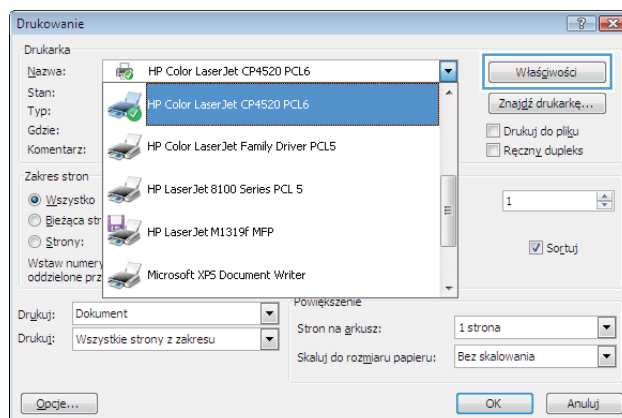 Drukowanie
Drukarka
Nazwa: HP Color LaserJet CP4520 PCL6 Właściwości
Stan:
HP Color LaserJet CP4520 PCL6 Znajdź drukarkę...
Typ:
Gdzie: Drukuj do pliku
HP Color LaserJet Family Driver PCL5
Komentarz: Ręczny dupleks
Zakres stron
HP LaserJet 8100 Series PCL 5
Wszystko 1
Bieżąca str
HP LaserJet M1319f MFP
Strony: Sortuj
Wstaw numery
oddzielone prz
Microsoft XPS Document Writer
Powiększenie
Drukuj: Dokument
Stron na arkusz: 1 strona
Drukuj: Wszystkie strony z zakresu
Skaluj do rozmiaru papieru: Bez skalowania
Opcje... OK Anuluj